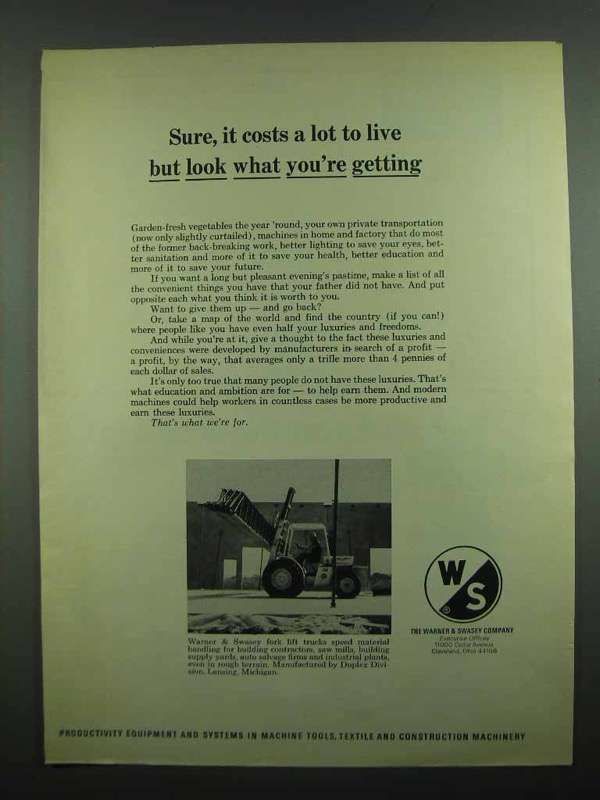 Sure, it costs a lot to live
but look what you're getting
Garden-fresh vegetables the year 'round, your own private transportation
(now only slightly curtailed), machines in home and factory that do most
of the former back-breaking work, better lighting to save your eyes, bet-
ter sanitation and more of it to save your health, better education and
more of it to save your future.
If you want a long but pleasant evening's pastime, make a list of all
the convenient things you have that your father did not have. And put
opposite each what you think it is worth to you.
Want to give them up — and go back?
Or, take a map of the world and find the country (if you can!)
where people like you have even half your luxuries and freedoms.
And while you're at it, give a thought to the fact these luxuries and
conveniences were developed by manufacturers in search of a profit —
a profit, by the way, that averages only a trifle more than 4 pennies of
each dollar of sales.
It's only too true that many people do not have these luxuries. That's
what education and ambition are for — to help earn them. And modern
machines could help workers in countless cases be more productive and
earn these luxuries.
That's what we're for.
Warner & Swasey fork lift trucks speed material
handling for building contractors, saw mills, building
supply yards, auto salvage firms and industrial plants,
even in rough terrain. Manufactured by Duplex Divi-
sion, Lansing, Michigan.
W
S
®
THE WARNER & SWASEY COMPANY
Executive Offices
11000 Cedar Avenue
Cleveland, Ohio 44106
PRODUCTIVITY EQUIPMENT AND SYSTEMS IN MACHINE TOOLS, TEXTILE AND CONSTRUCTION MACHINERY